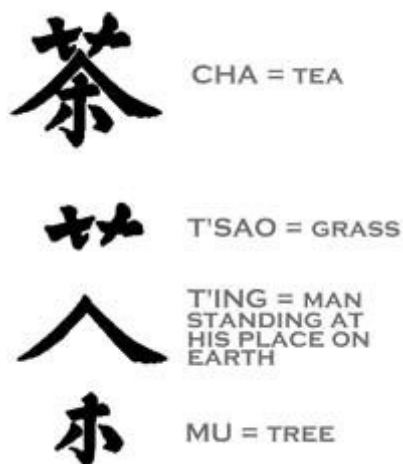 茶 CHA = TEA
艹 T'SAO = GRASS
人 T'ING = MAN
STANDING AT
HIS PLACE ON
EARTH
木 MU = TREE